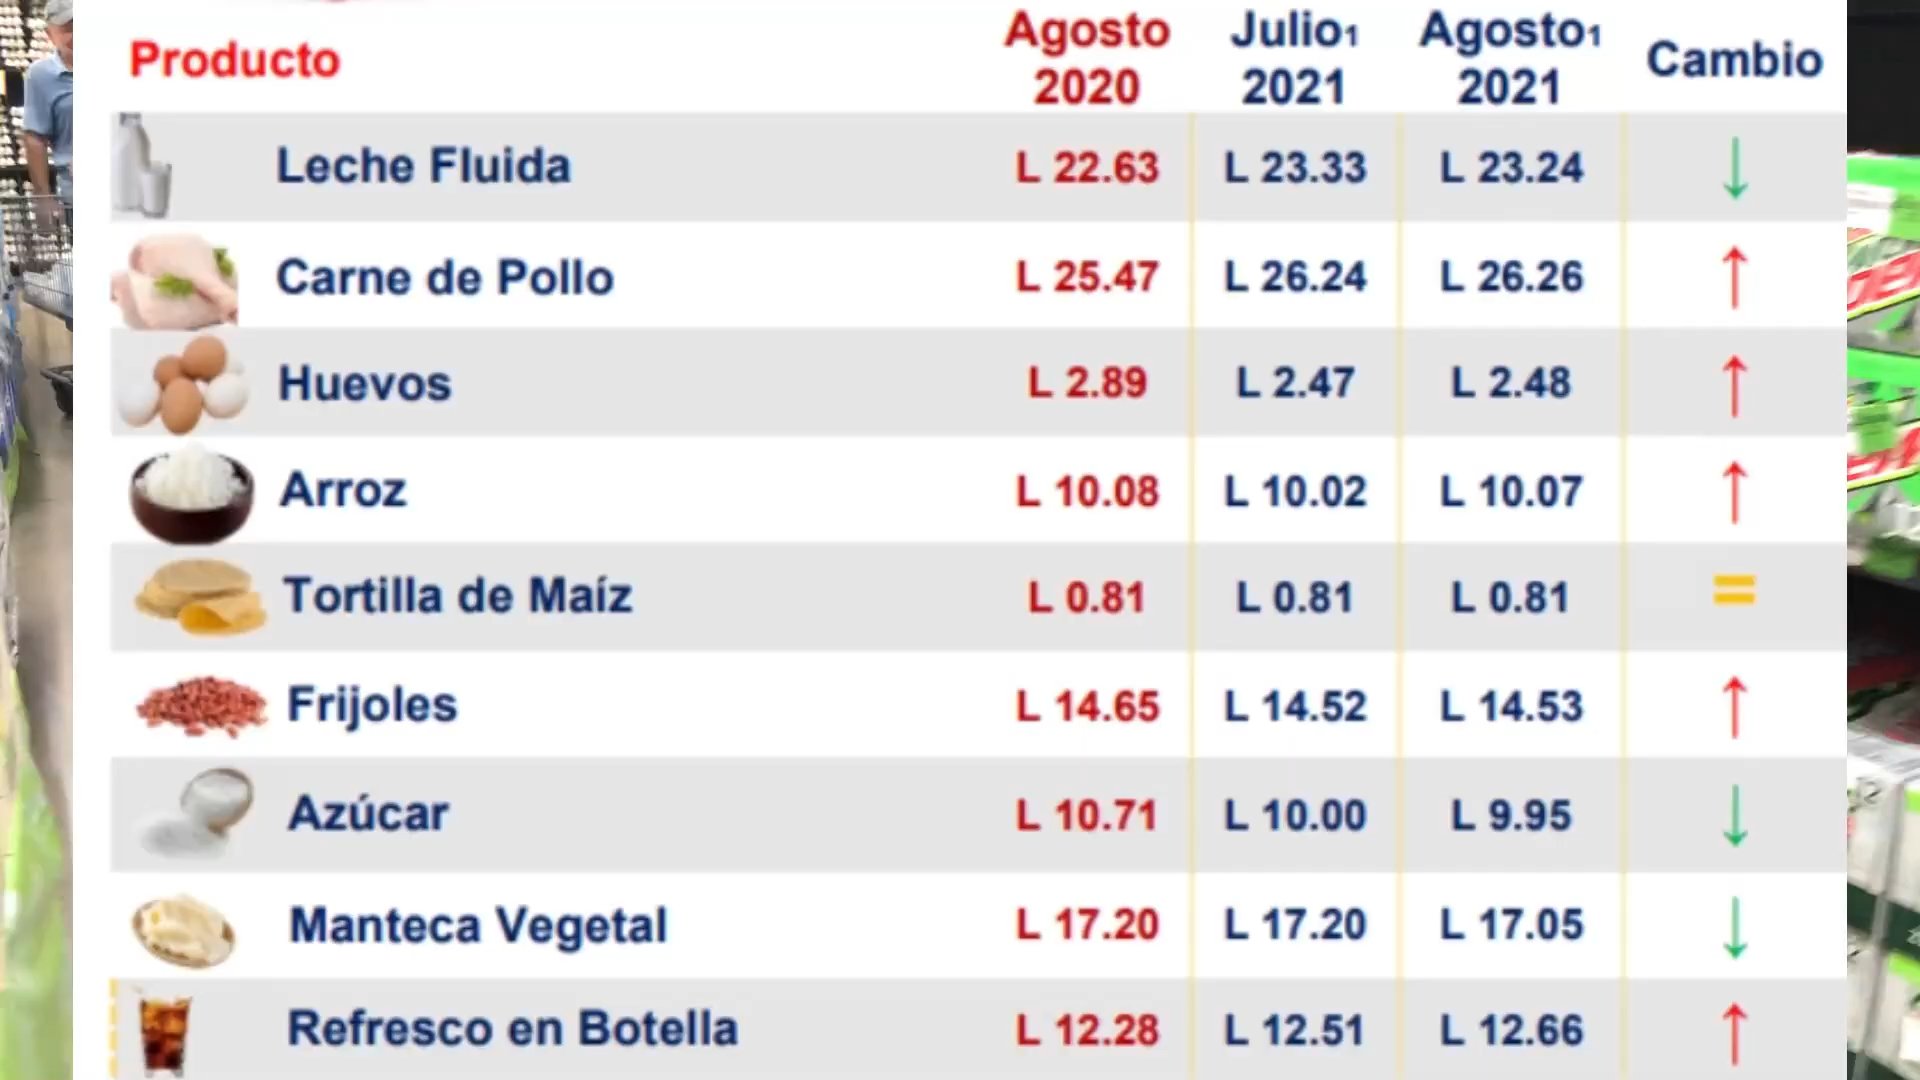 Producto Agosto 2020 Julio1 2021 Agosto1 2021 Cambio
Leche Fluida L 22.63 L 23.33 L 23.24 ↓
Carne de Pollo L 25.47 L 26.24 L 26.26 ↑
Huevos L 2.89 L 2.47 L 2.48 ↑
Arroz L 10.08 L 10.02 L 10.07 ↑
Tortilla de Maíz L 0.81 L 0.81 L 0.81 =
Frijoles L 14.65 L 14.52 L 14.53 ↑
Azúcar L 10.71 L 10.00 L 9.95 ↓
Manteca Vegetal L 17.20 L 17.20 L 17.05 ↓
Refresco en Botella L 12.28 L 12.51 L 12.66 ↑